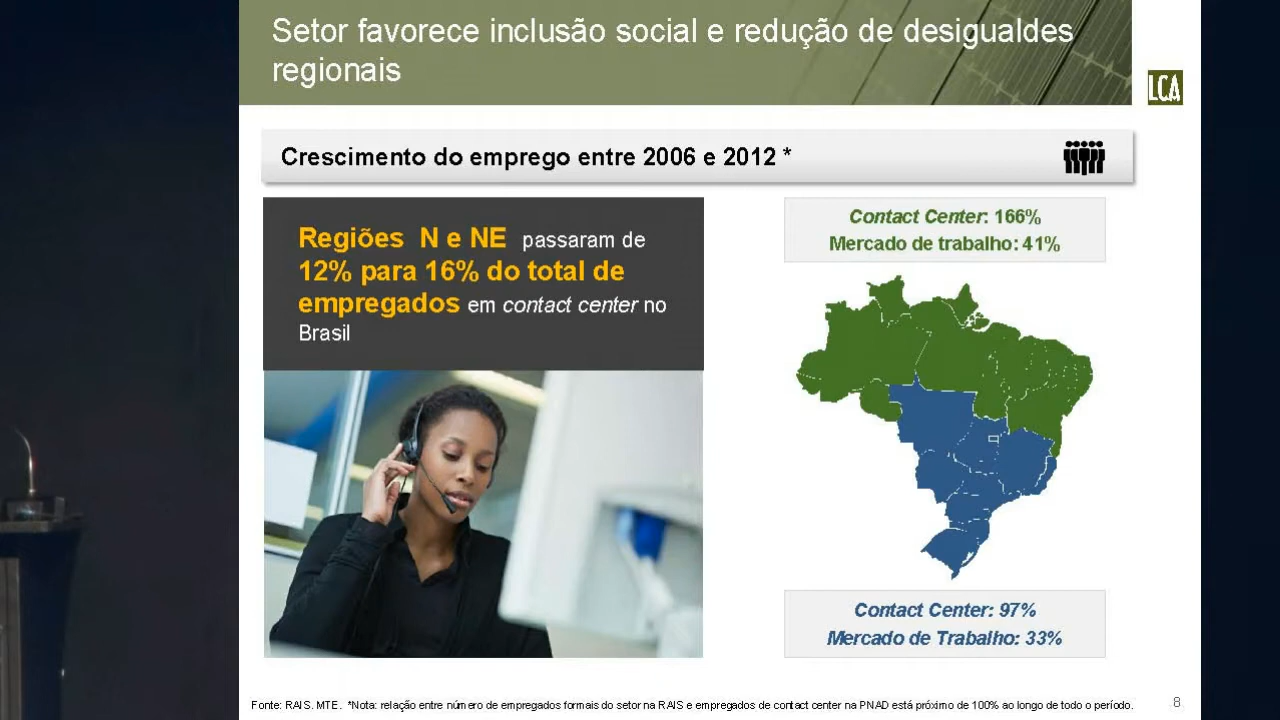 Setor favorece inclusão social e redução de desigualdes
regionais
LCA
Crescimento do emprego entre 2006 e 2012 *
Regiões N e NE passaram de
12% para 16% do total de
empregados em contact center no
Brasil
Contact Center: 166%
Mercado de trabalho: 41%
Contact Center: 97%
Mercado de Trabalho: 33%
Fonte: RAIS. MTE. *Nota: relação entre número de empregados formais do setor na RAIS e empregados de contact center na PNAD está próximo de 100% ao longo de todo o período.
8